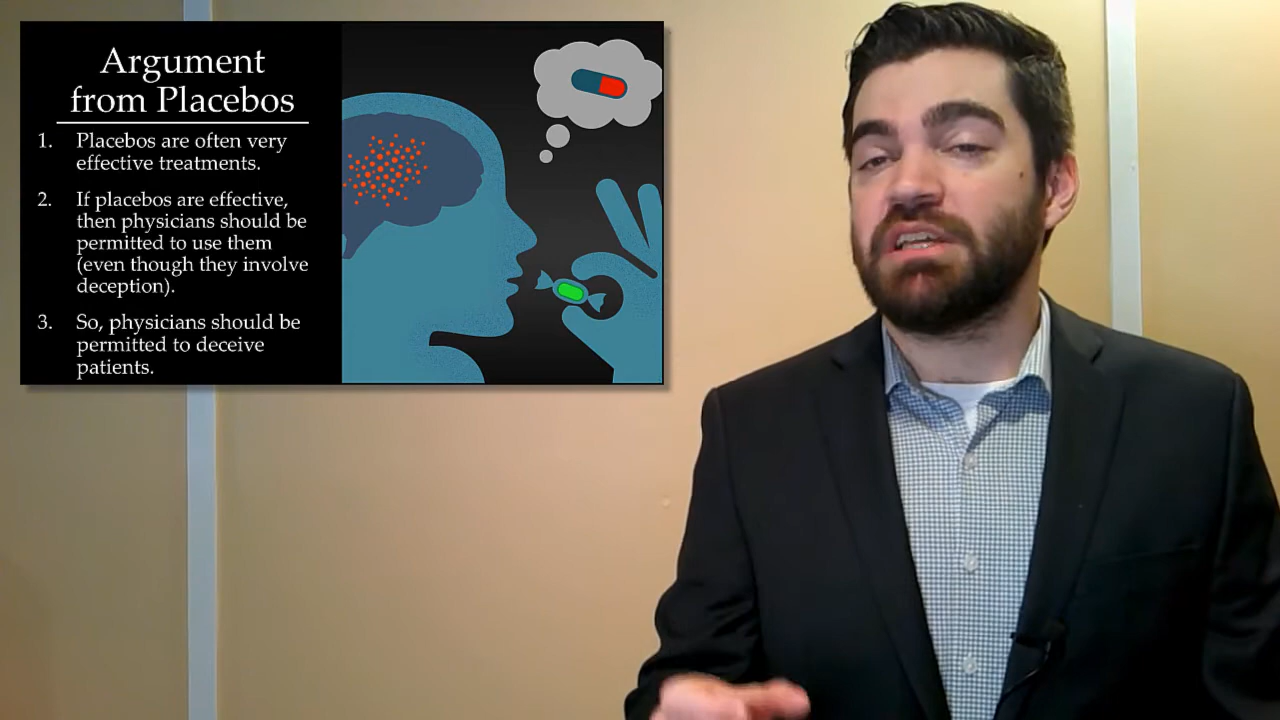 Argument
from Placebos
1. Placebos are often very
effective treatments.
2. If placebos are effective,
then physicians should be
permitted to use them
(even though they involve
deception).
3. So, physicians should be
permitted to deceive
patients.